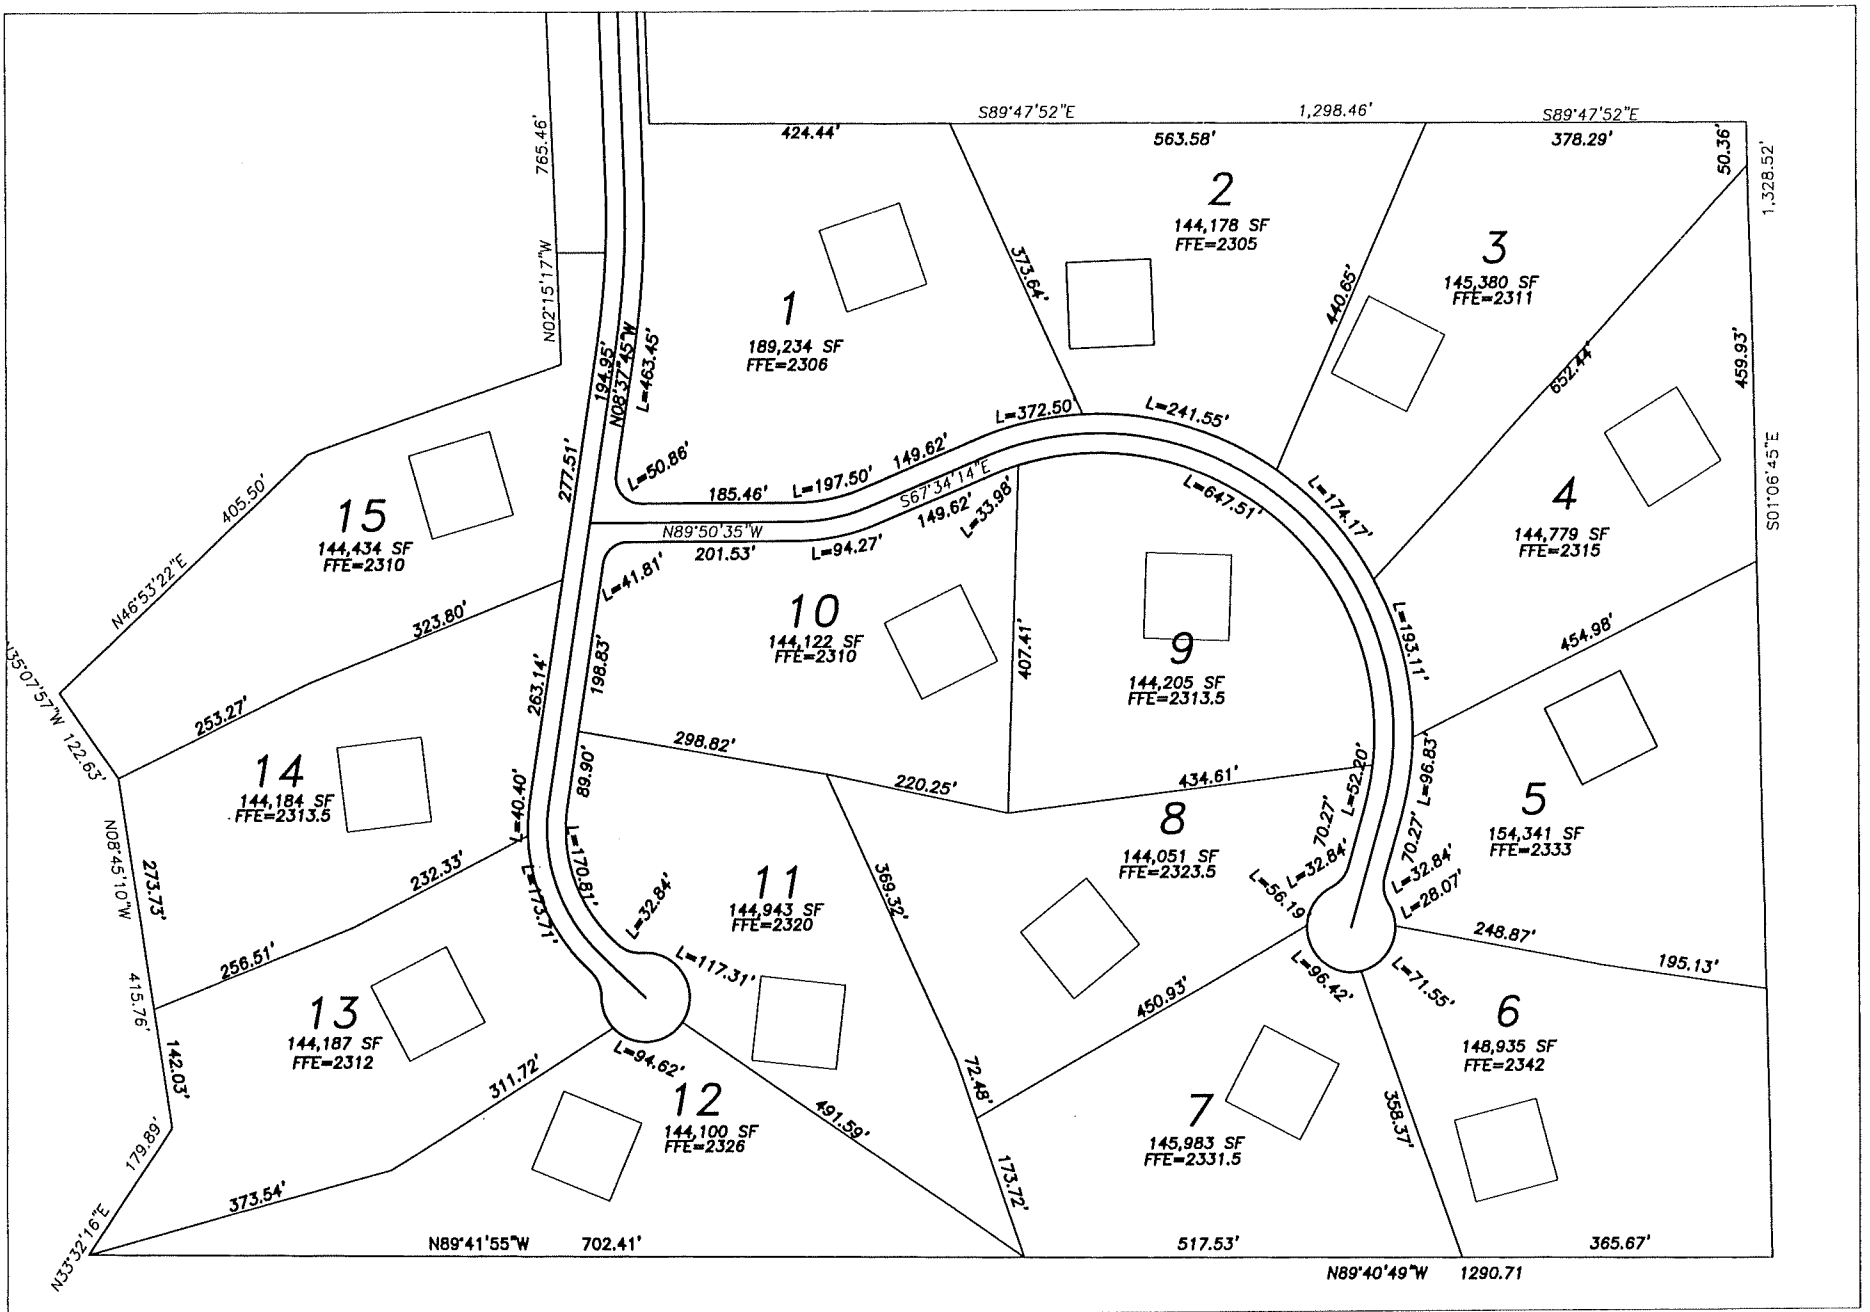 S89°47'52"E
1,298.46'
S89°47'52"E
424.44'
563.58'
378.29'
50.36'
1,328.52'
765.46'
N02°15'17"W
2
144,178 SF
FFE=2305
3
145,380 SF
FFE=2311
373.64'
440.65'
1
189,234 SF
FFE=2306
194.95'
N08°37'45"W
L=463.45'
652.44'
459.93'
S01°06'45"E
L=372.50'
L=241.55'
277.51'
L=50.86'
185.46'
L=197.50'
149.62'
S67°34'14"E
405.50'
15
144,434 SF
FFE=2310
N46°53'22"E
L=174.17'
L=647.51'
4
144,779 SF
FFE=2315
N89°50'35"W
201.53'
L=94.27'
149.62'
L=33.98'
L=41.81'
323.80'
10
144,122 SF
FFE=2310
407.41'
9
144,205 SF
FFE=2313.5
L=193.11'
454.98'
N35°07'57"W 122.63'
253.27'
263.14'
198.83'
298.82'
220.25'
434.61'
14
144,184 SF
FFE=2313.5
89.90'
L=40.40'
L=52.20'
L=96.83'
70.27'
70.27'
8
144,051 SF
FFE=2323.5
5
154,341 SF
FFE=2333
N08°45'10"W
273.73'
232.33'
L=173.71'
L=170.81'
L=32.84'
11
144,943 SF
FFE=2320
369.32'
L=56.19'
L=32.84'
L=32.84'
L=28.07'
248.87'
195.13'
256.51'
415.76'
L=117.31'
450.93'
L=96.42'
L=71.55'
13
144,187 SF
FFE=2312
6
148,935 SF
FFE=2342
142.03'
311.72'
L=94.62'
12
144,100 SF
FFE=2326
72.48'
491.59'
7
145,983 SF
FFE=2331.5
358.37'
179.89'
373.54'
173.72'
N33°32'16"E
N89°41'55"W 702.41'
517.53'
365.67'
N89°40'49"W 1290.71